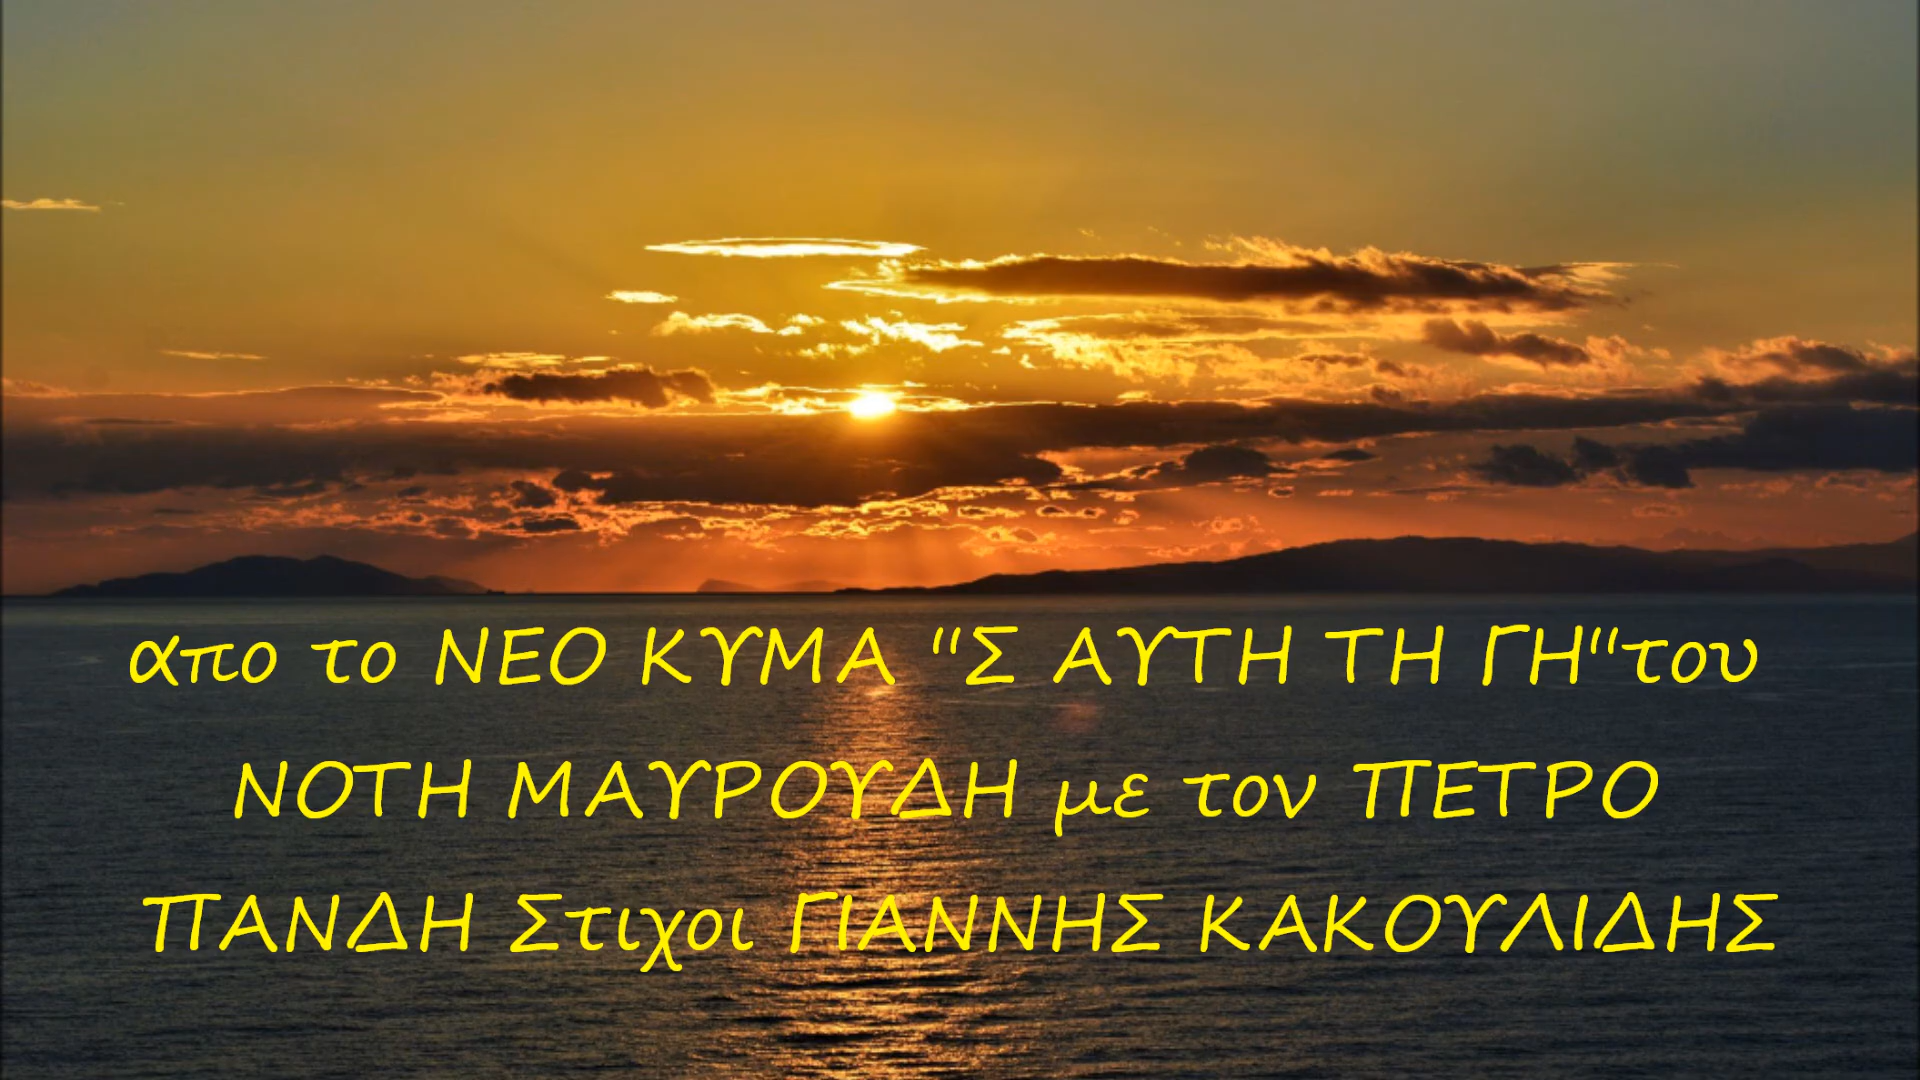 απο το ΝΕΟ ΚΥΜΑ "Σ ΑΥΤΗ ΤΗ ΓΗ"του
ΝΟΤΗ ΜΑΥΡΟΥΔΗ με τον ΠΕΤΡΟ
ΠΑΝΔΗ Στιχοι ΓΙΑΝΝΗΣ ΚΑΚΟΥΛΙΔΗΣ